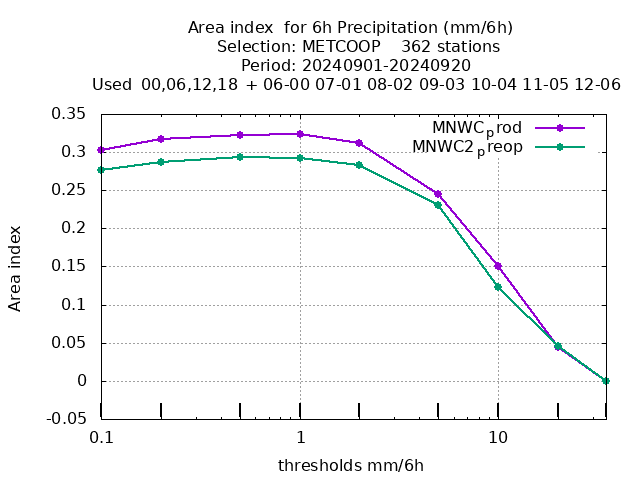 Area index  for 6h Precipitation (mm/6h)
Selection: METCOOP    362 stations
Period: 20240901-20240920
Used  00,06,12,18  + 06-00 07-01 08-02 09-03 10-04 11-05 12-06
MNWC_prod
MNWC2_preop
0.35
0.3
0.25
0.2
0.15
0.1
0.05
0
-0.05
Area index
0.1 1 10
thresholds mm/6h